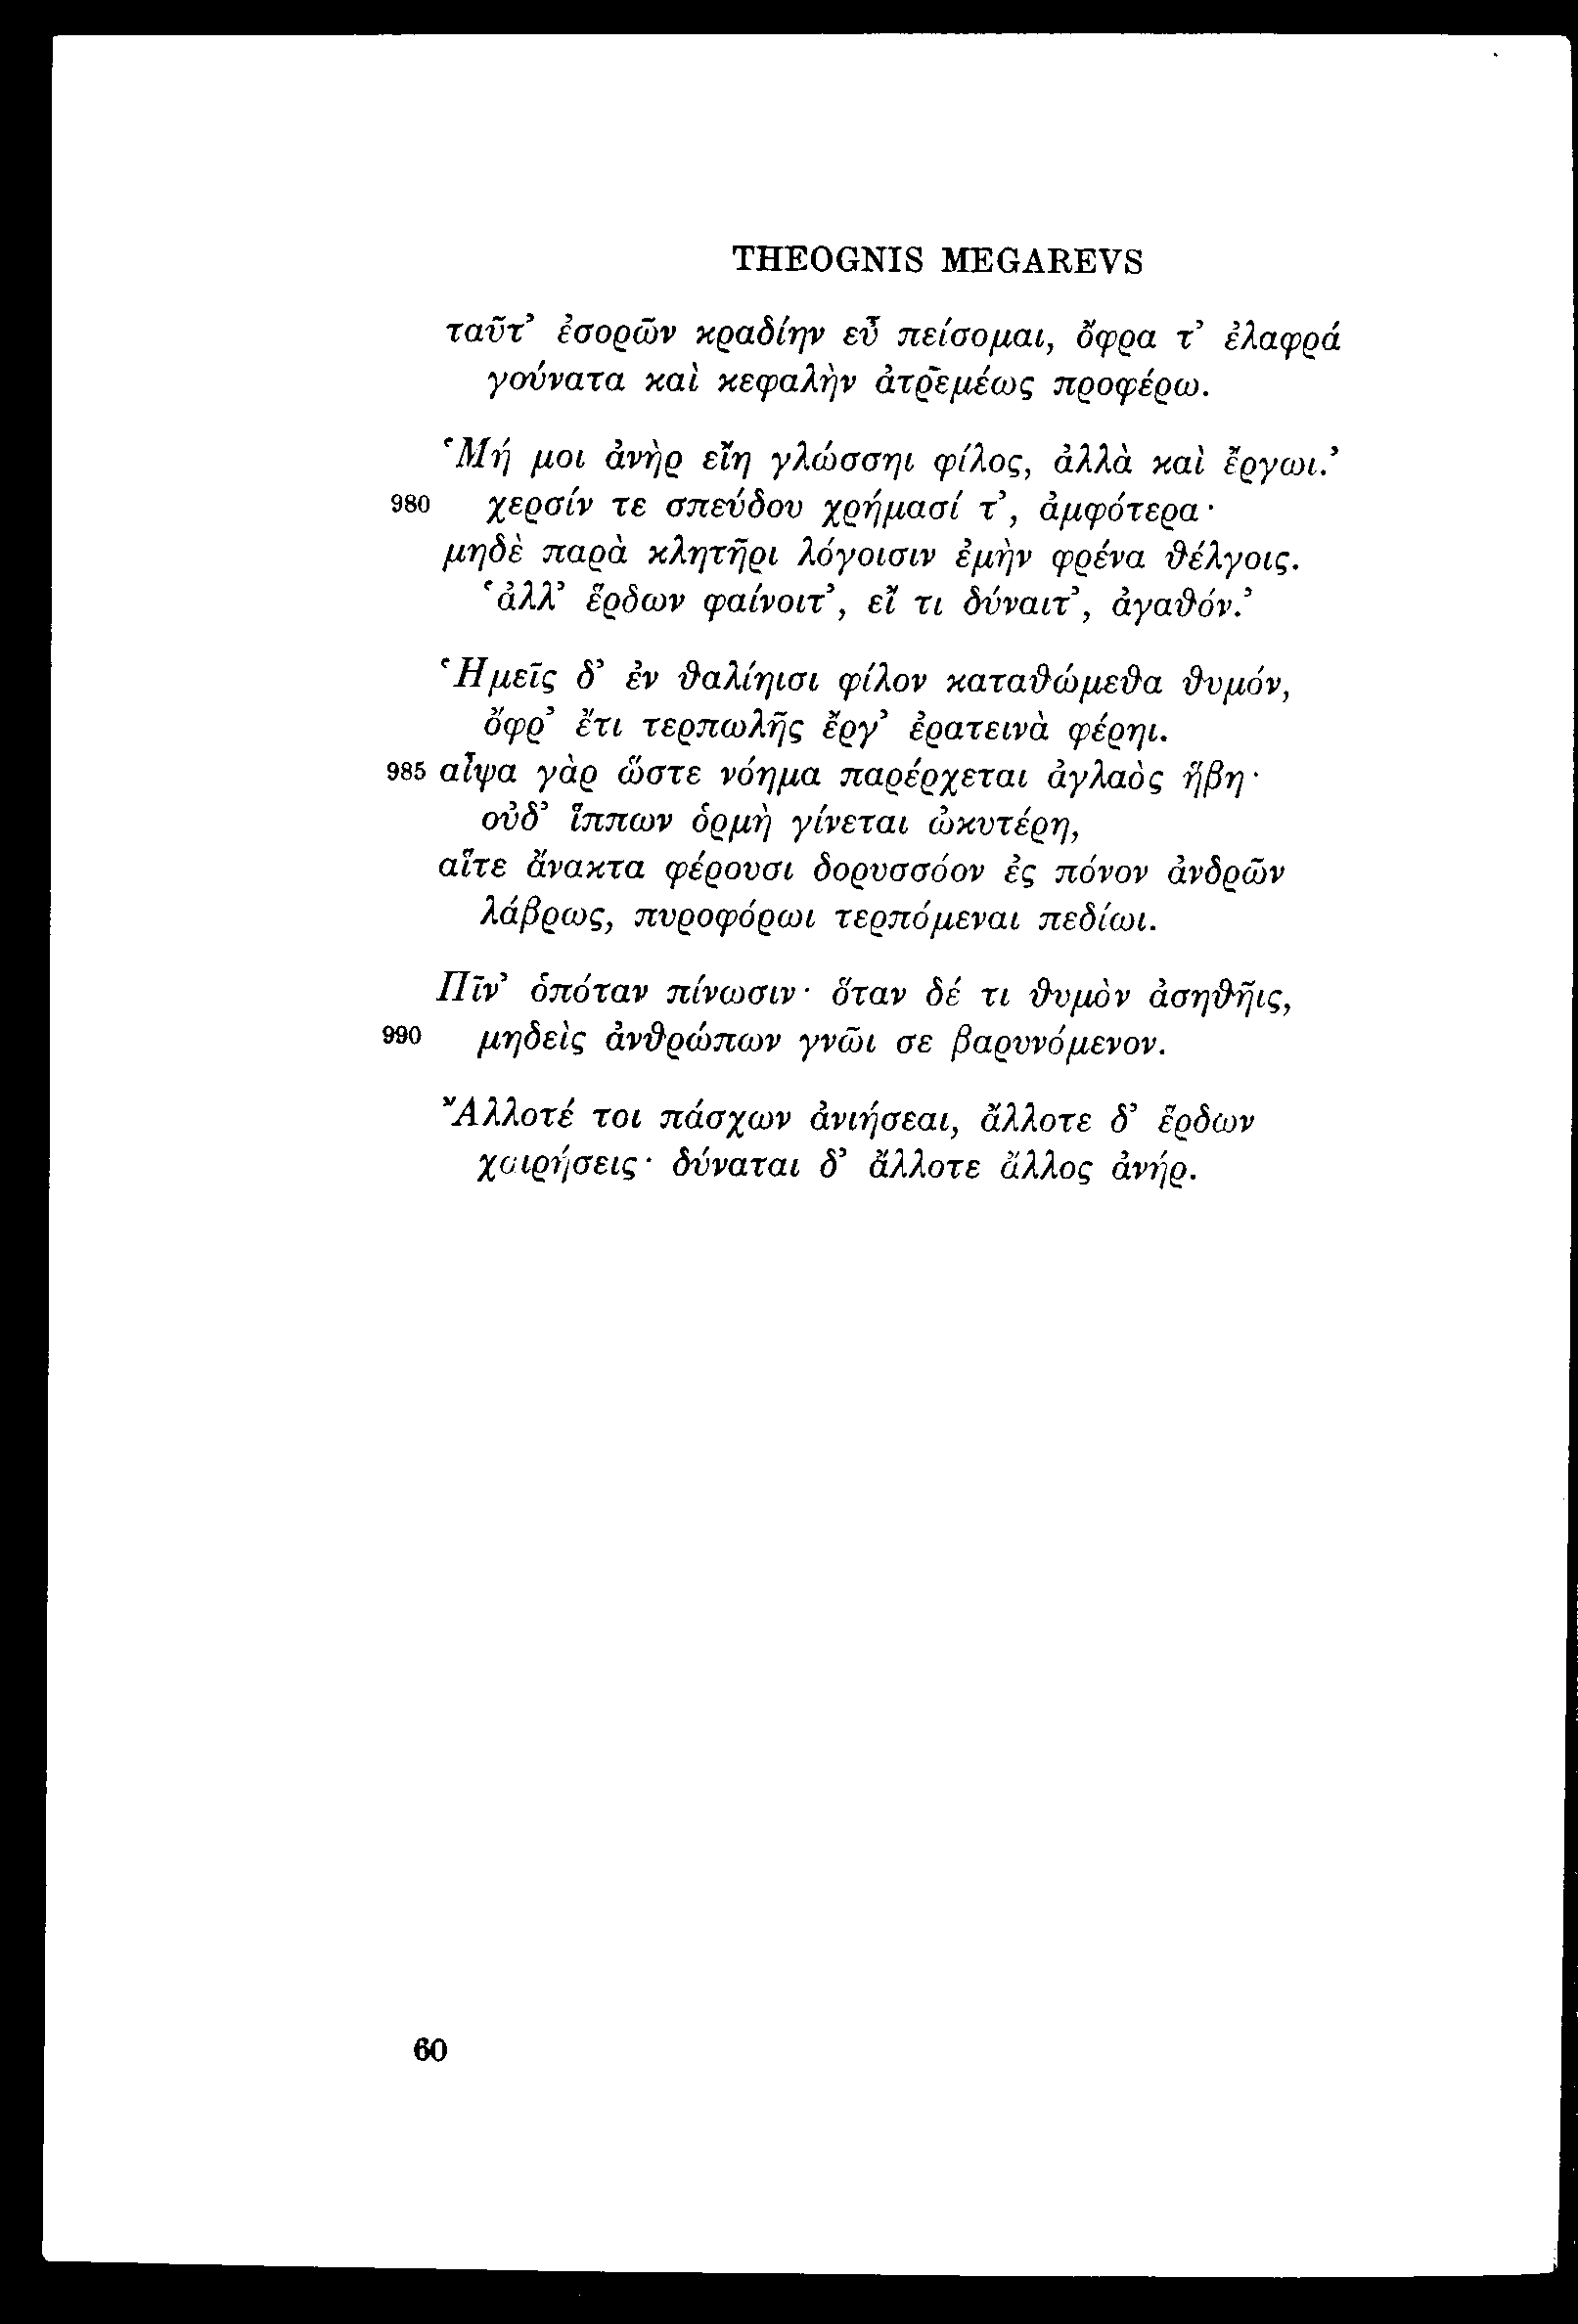 THEOGNIS MEGAREVS
ταῦτ’ ἐσορῶν κραδίην εὖ πείσομαι, ὄφρα τ’ ἐλαφρά
γούνατα καὶ κεφαλὴν ἀτρεμέως προφέρω.
‘Μή μοι ἀνὴρ εἴη γλώσσηι φίλος, ἀλλὰ καὶ ἔργωι.’
980 χερσίν τε σπεύδου χρήμασί τ’, ἀμφότερα·
μηδὲ παρὰ κλητῆρι λόγοισιν ἐμὴν φρένα θέλγοις.
‘ἀλλ’ ἔρδων φαίνοιτ’, εἴ τι δύναιτ’, ἀγαθόν.’
Ἡμεῖς δ’ ἐν θαλίηισι φίλον καταθώμεθα θυμόν,
ὄφρ’ ἔτι τερπωλῆς ἔργ’ ἐρατεινὰ φέρηι.
985 αἶψα γὰρ ὥστε νόημα παρέρχεται ἀγλαὸς ἥβη·
οὐδ’ ἵππων ὁρμὴ γίνεται ὠκυτέρη,
αἵτε ἄνακτα φέρουσι δορυσσόον ἐς πόνον ἀνδρῶν
λάβρως, πυροφόρωι τερπόμεναι πεδίωι.
Πῖν’ ὁπόταν πίνωσιν· ὅταν δέ τι θυμὸν ἀσηθῆις,
990 μηδεὶς ἀνθρώπων γνῶι σε βαρυνόμενον.
Ἄλλοτέ τοι πάσχων ἀνιήσεαι, ἄλλοτε δ’ ἔρδων
χαιρήσεις· δύναται δ’ ἄλλοτε ἄλλος ἀνήρ.
60